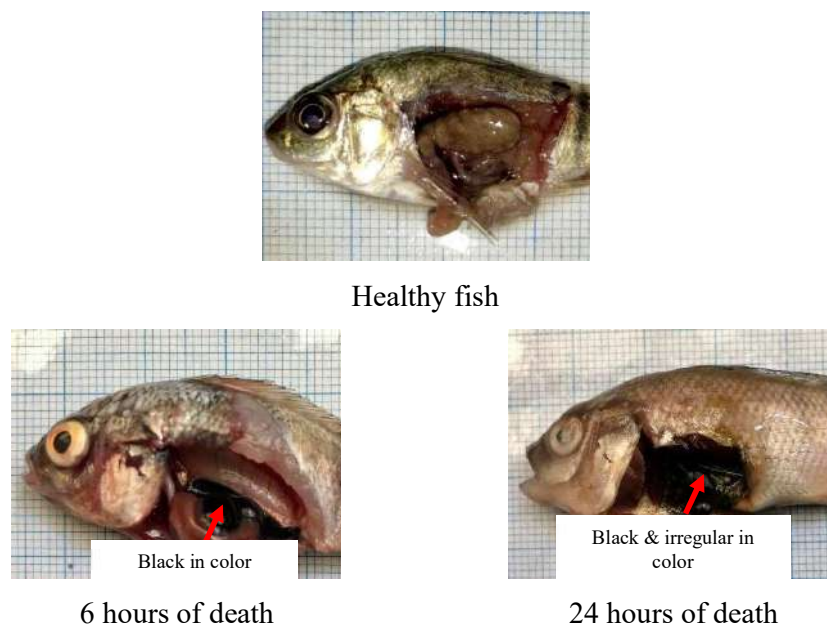 Healthy fish
Black in color
Black & irregular in
color
6 hours of death
24 hours of death